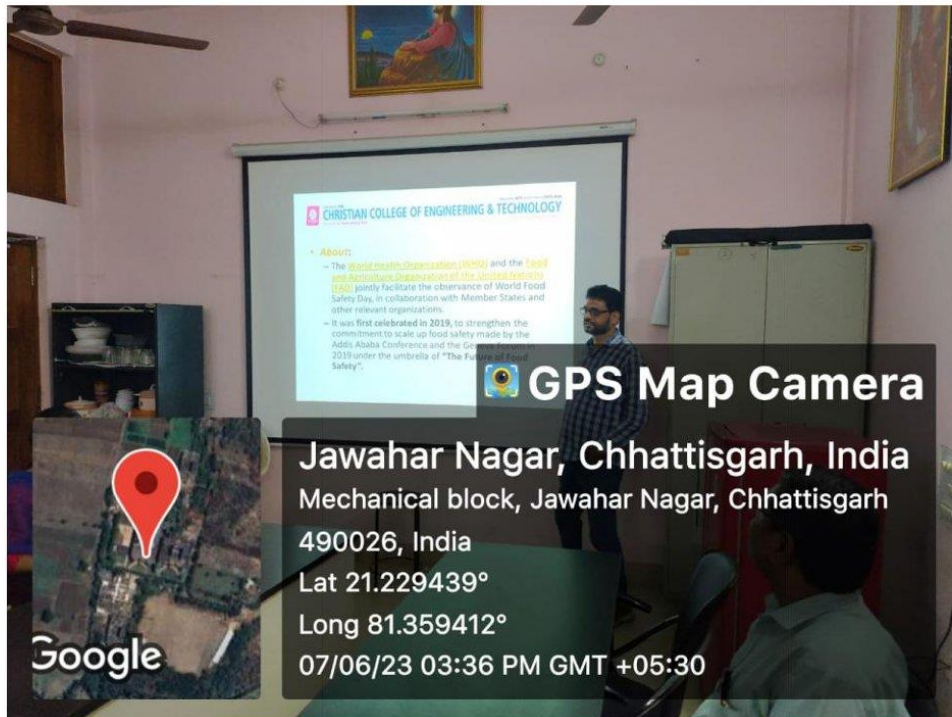 CHRISTIAN COLLEGE OF ENGINEERING & TECHNOLOGY
• About:
– The World Health Organization (WHO) and the Food
and Agriculture Organization of the United Nations
(FAO) jointly facilitate the observance of World Food
Safety Day, in collaboration with Member States and
other relevant organizations.
– It was first celebrated in 2019, to strengthen the
commitment to scale up food safety made by the
Addis Ababa Conference and the Geneva Forum in
2019 under the umbrella of "The Future of Food
Safety".
GPS Map Camera
Jawahar Nagar, Chhattisgarh, India
Mechanical block, Jawahar Nagar, Chhattisgarh
490026, India
Lat 21.229439°
Long 81.359412°
07/06/23 03:36 PM GMT +05:30
Google